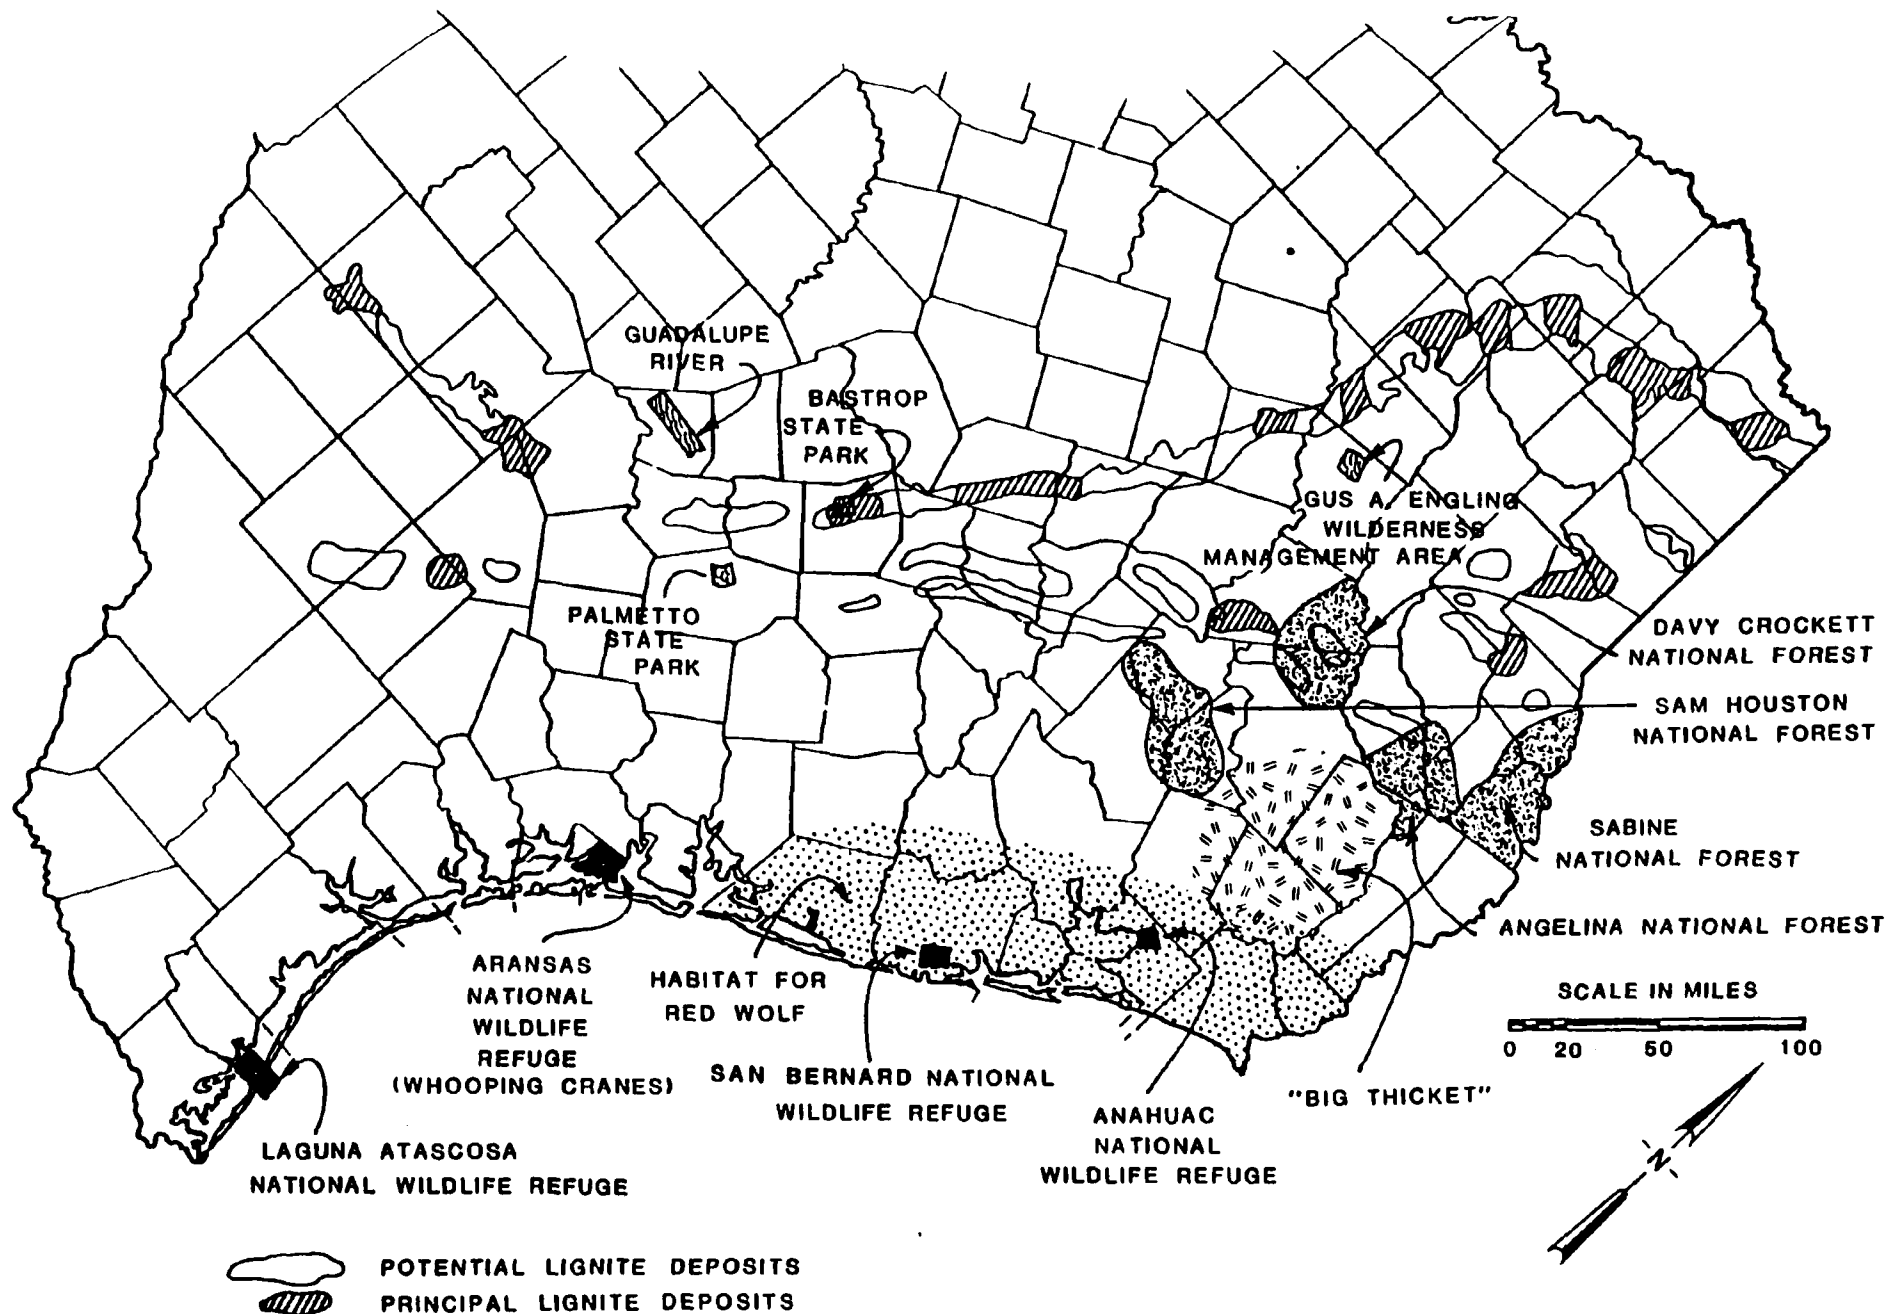 GUADALUPE
RIVER
BASTROP
STATE
PARK
GUS A. ENGLING
WILDERNESS
MANAGEMENT AREA
PALMETTO
STATE
PARK
DAVY CROCKETT
NATIONAL FOREST
SAM HOUSTON
NATIONAL FOREST
SABINE
NATIONAL FOREST
ANGELINA NATIONAL FOREST
ARANSAS
NATIONAL
WILDLIFE
REFUGE
(WHOOPING CRANES)
HABITAT FOR
RED WOLF
SAN BERNARD NATIONAL
WILDLIFE REFUGE
ANAHUAC
NATIONAL
WILDLIFE REFUGE
"BIG THICKET"
SCALE IN MILES
0 20 50 100
N
LAGUNA ATASCOSA
NATIONAL WILDLIFE REFUGE
POTENTIAL LIGNITE DEPOSITS
PRINCIPAL LIGNITE DEPOSITS